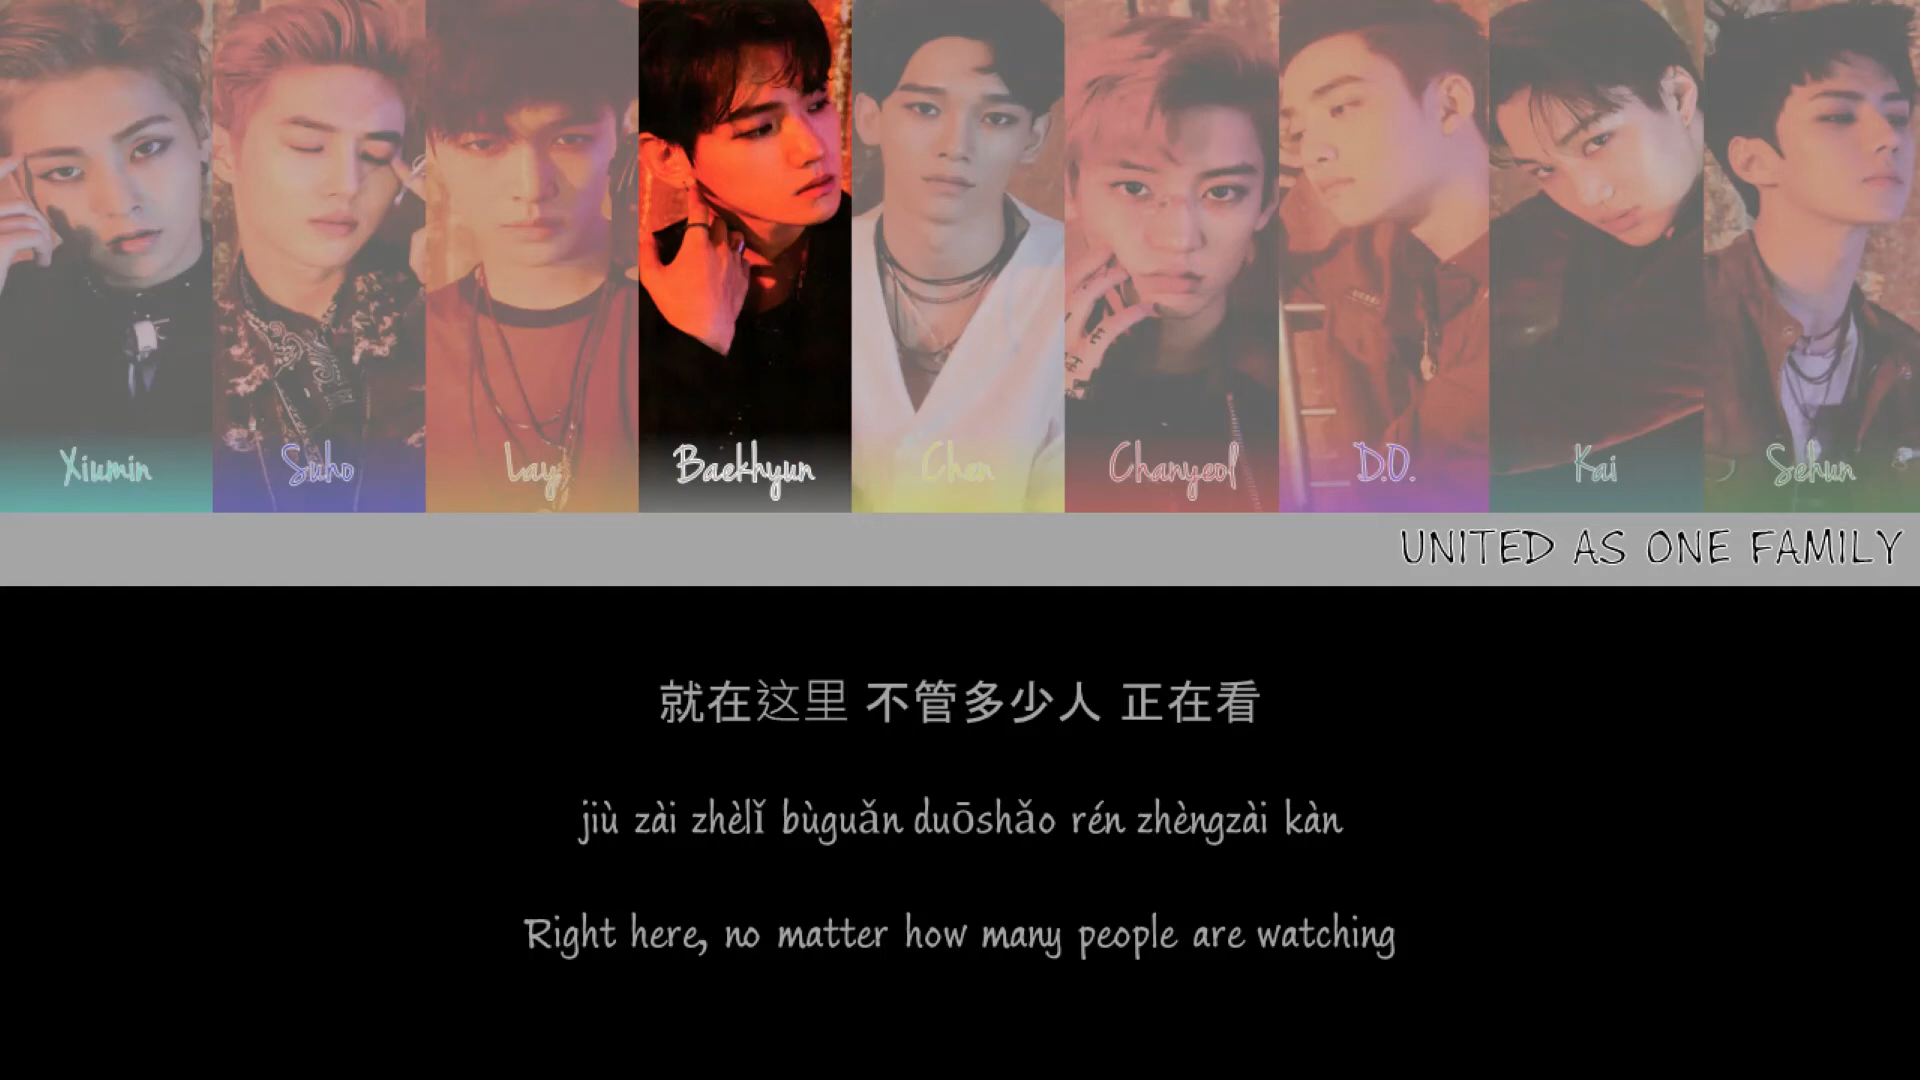 Xiumin Suho Lay Baekhyun Chen Chanyeol D.O. Kai Sehun
UNITED AS ONE FAMILY
就在这里 不管多少人 正在看
jiù zài zhèlǐ bùguǎn duōshǎo rén zhèngzài kàn
Right here, no matter how many people are watching